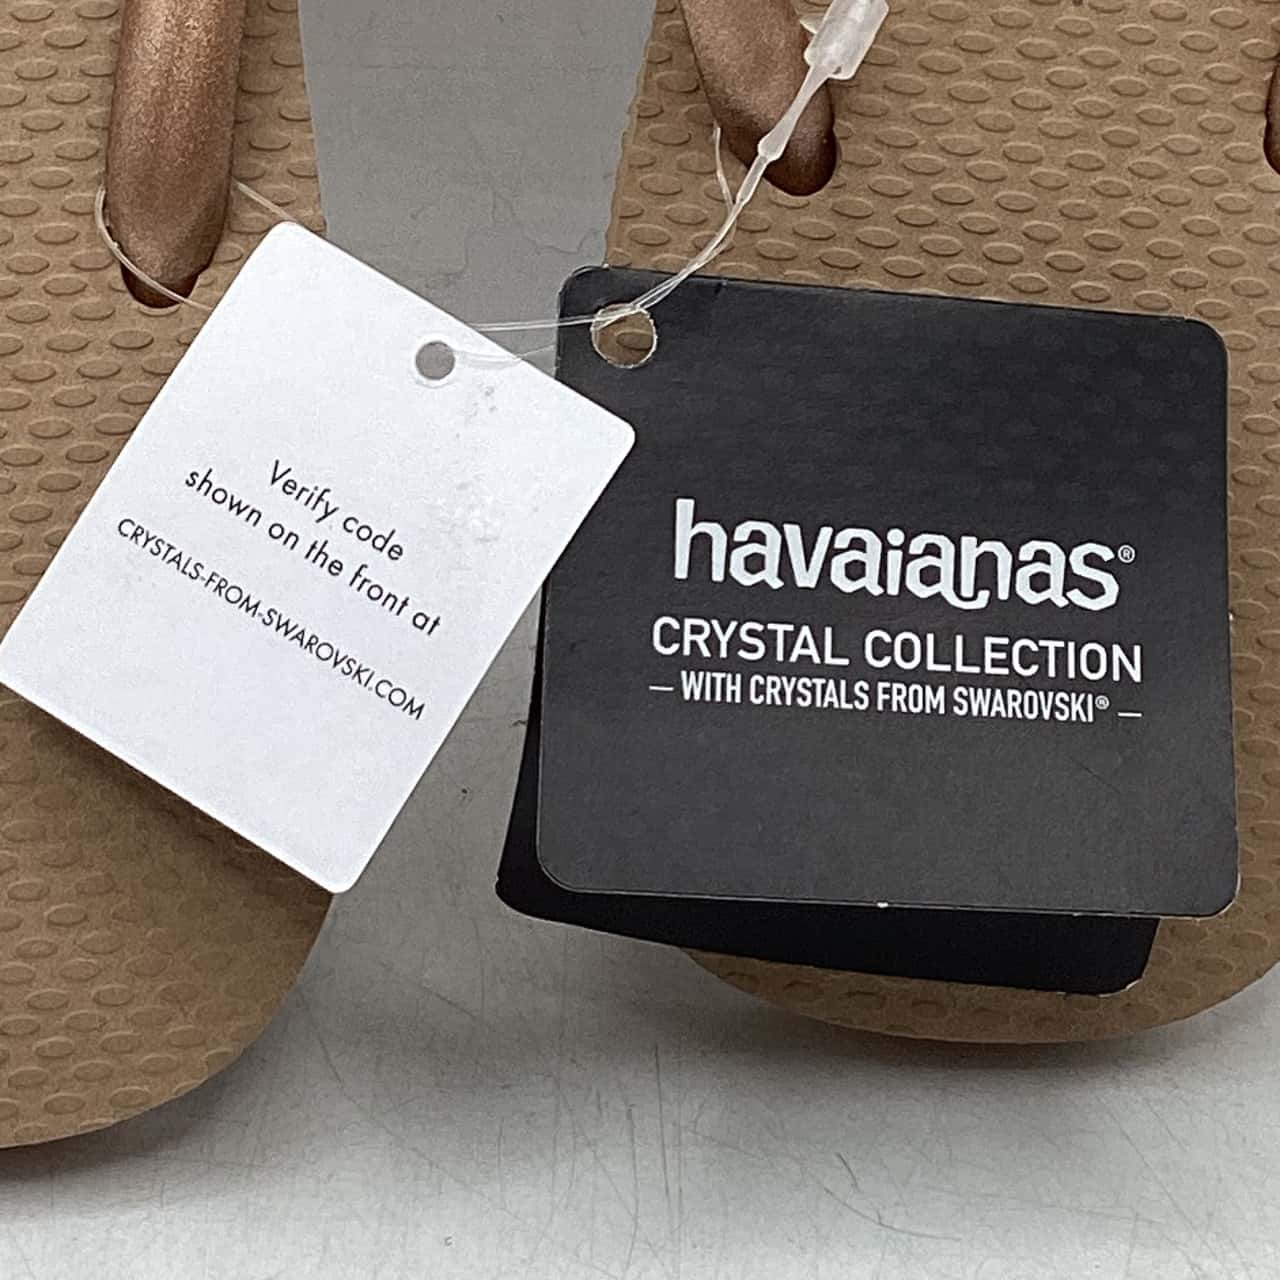 Verify code
shown on the front at
CRYSTALS-FROM-SWAROVSKI.COM
havaianas®
CRYSTAL COLLECTION
— WITH CRYSTALS FROM SWAROVSKI® —